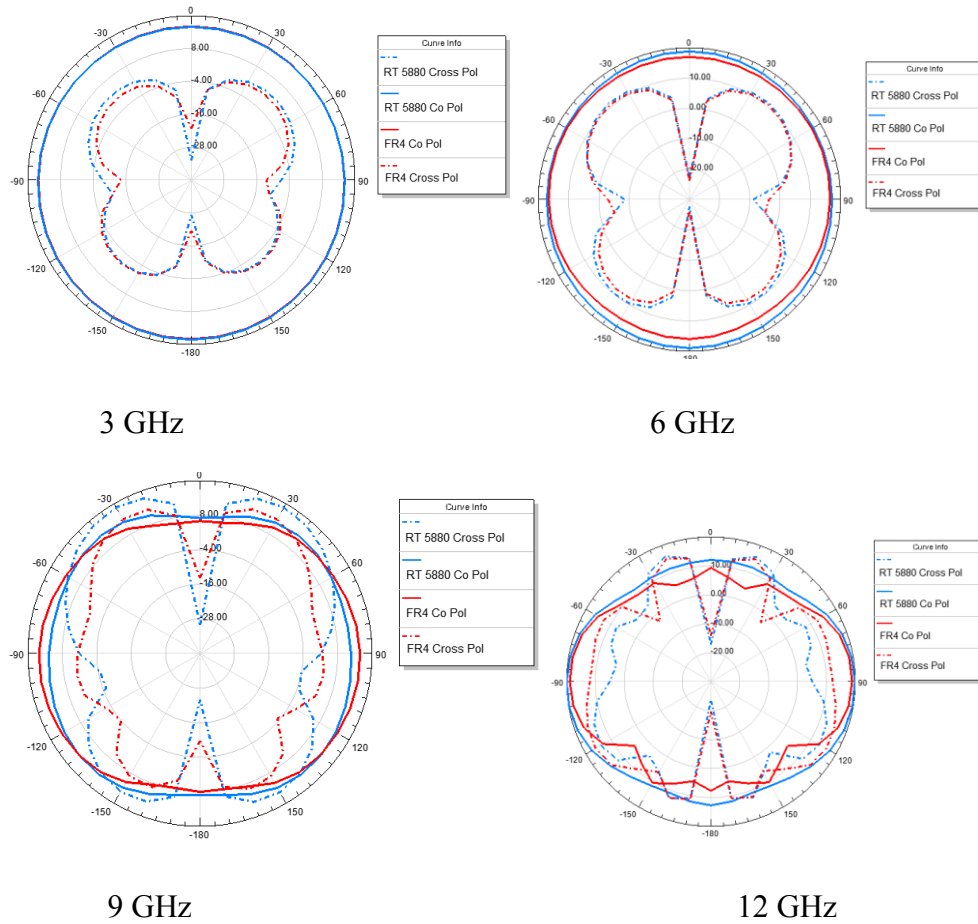 0
-30
30
8.00
-60
60
-4.00
-16.00
-28.00
-90
90
-120
120
-150
150
-180
Curve Info
RT 5880 Cross Pol
RT 5880 Co Pol
FR4 Co Pol
FR4 Cross Pol
0
-30
30
10.00
-60
60
0.00
-10.00
-20.00
-90
90
-120
120
-150
150
-180
Curve Info
RT 5880 Cross Pol
RT 5880 Co Pol
FR4 Co Pol
FR4 Cross Pol
3 GHz
6 GHz
0
-30
30
8.00
-60
60
-4.00
-16.00
-28.00
-90
90
-120
120
-150
150
-180
Curve Info
RT 5880 Cross Pol
RT 5880 Co Pol
FR4 Co Pol
FR4 Cross Pol
0
-30
30
10.00
-60
60
0.00
-10.00
-20.00
-90
90
-120
120
-150
150
-180
Curve Info
RT 5880 Cross Pol
RT 5880 Co Pol
FR4 Co Pol
FR4 Cross Pol
9 GHz
12 GHz